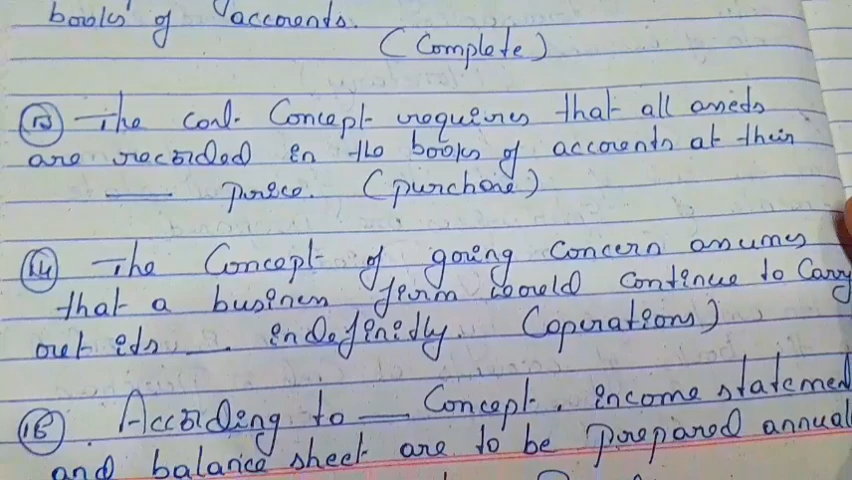 books of accounts.
(Complete)
(13) The cost Concept requires that all assets
are recorded in the books of accounts at their
___ price. (purchase)
(14) The Concept of going Concern assumes
that a business firm would continue to Carry
out its ___ indefinitely. (operations)
(15) According to ___ Concept, income statemen
and balance sheet are to be prepared annual